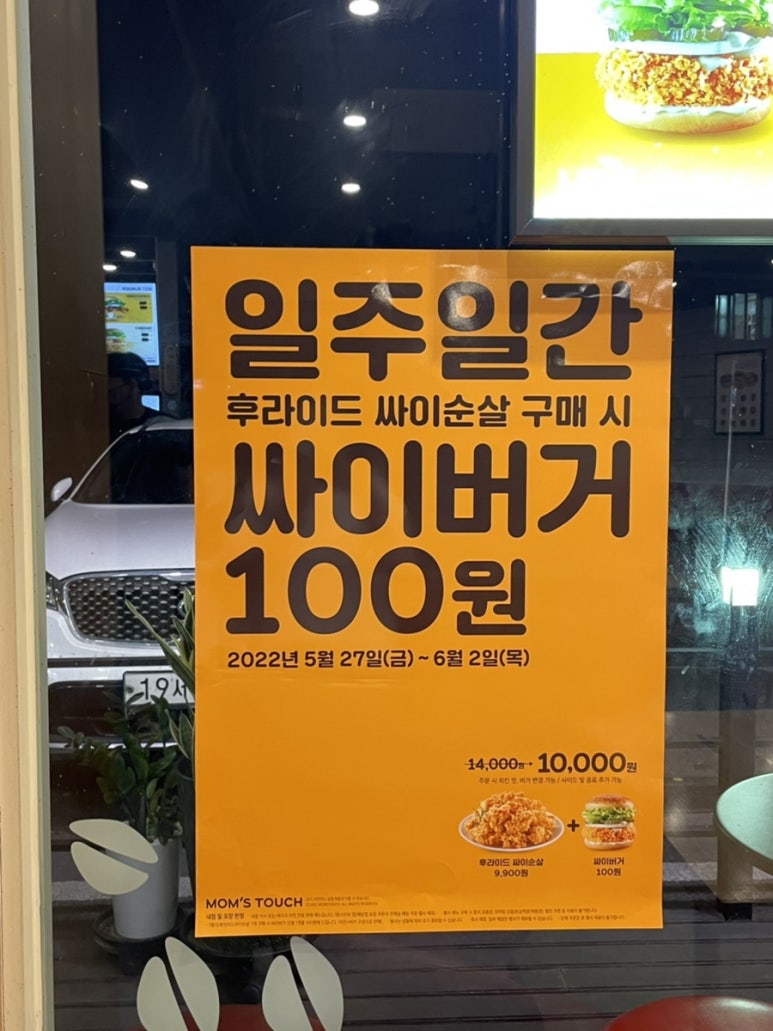 일주일간
후라이드 싸이순살 구매 시
싸이버거
100원
2022년 5월 27일(금) ~ 6월 2일(목)
14,000원→ 10,000원
주문 시 치킨 맛, 버거 변경 가능 / 사이드 및 음료 추가 가능
+
후라이드 싸이순살
9,900원
싸이버거
100원
MOM'S TOUCH
내점 및 포장 한정
19서